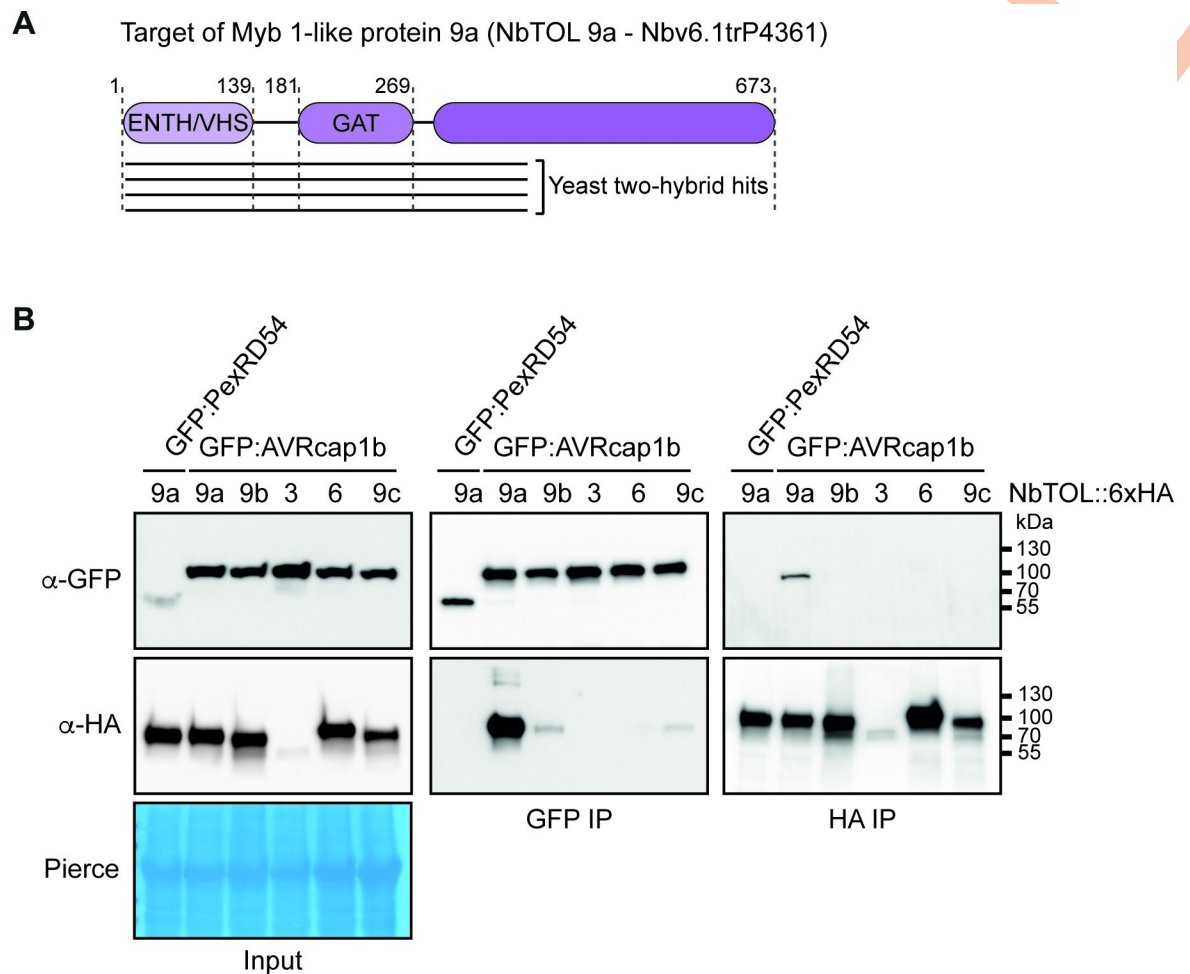 A
Target of Myb 1-like protein 9a (NbTOL 9a - Nbv6.1trP4361)
1 139 181 269 673
ENTH/VHS GAT
Yeast two-hybrid hits
B
GFP:PexRD54 GFP:PexRD54 GFP:PexRD54
GFP:AVRcap1b GFP:AVRcap1b GFP:AVRcap1b
9a 9a 9b 3 6 9c 9a 9a 9b 3 6 9c 9a 9a 9b 3 6 9c NbTOL::6xHA
kDa
130
α-GFP 100
70
55
130
α-HA 100
70
55
GFP IP HA IP
Pierce
Input